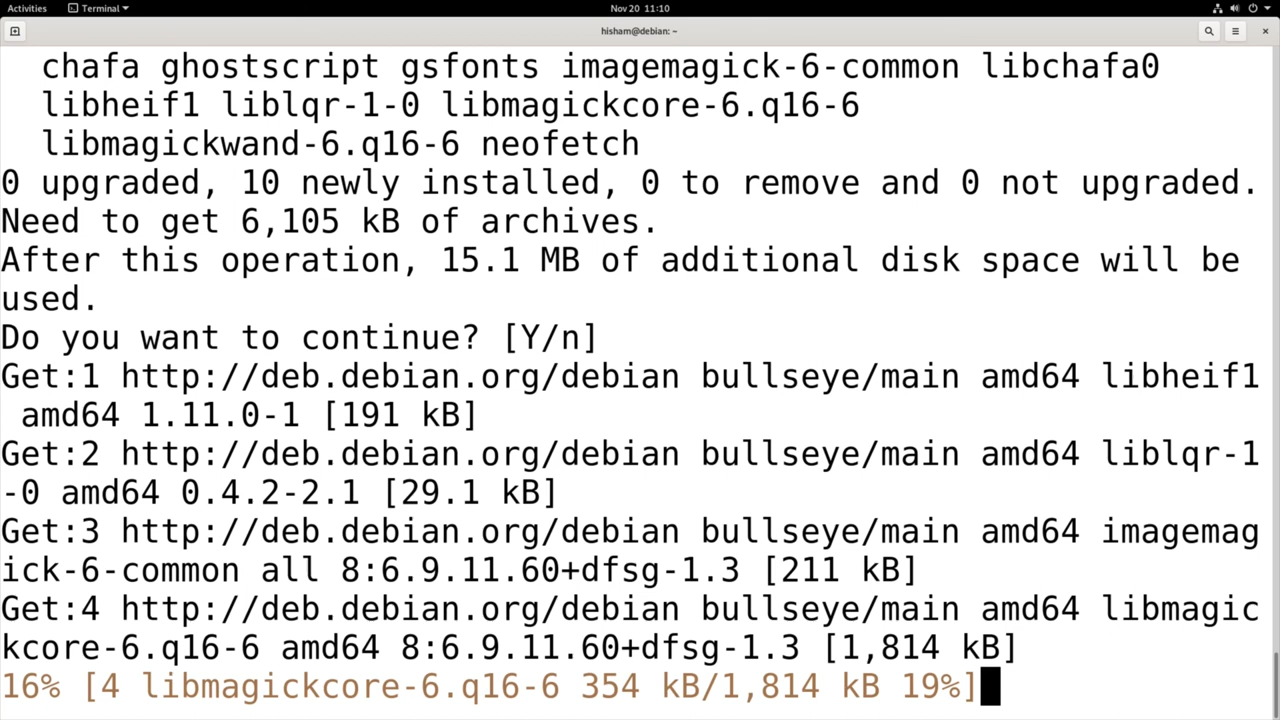 Activities Terminal Nov 20 11:10
hisham@debian: ~
chafa ghostscript gsfonts imagemagick-6-common libchafa0
libheif1 liblqr-1-0 libmagickcore-6.q16-6
libmagickwand-6.q16-6 neofetch
0 upgraded, 10 newly installed, 0 to remove and 0 not upgraded.
Need to get 6,105 kB of archives.
After this operation, 15.1 MB of additional disk space will be
used.
Do you want to continue? [Y/n]
Get:1 http://deb.debian.org/debian bullseye/main amd64 libheif1
 amd64 1.11.0-1 [191 kB]
Get:2 http://deb.debian.org/debian bullseye/main amd64 liblqr-1
-0 amd64 0.4.2-2.1 [29.1 kB]
Get:3 http://deb.debian.org/debian bullseye/main amd64 imagemag
ick-6-common all 8:6.9.11.60+dfsg-1.3 [211 kB]
Get:4 http://deb.debian.org/debian bullseye/main amd64 libmagic
kcore-6.q16-6 amd64 8:6.9.11.60+dfsg-1.3 [1,814 kB]
16% [4 libmagickcore-6.q16-6 354 kB/1,814 kB 19%]